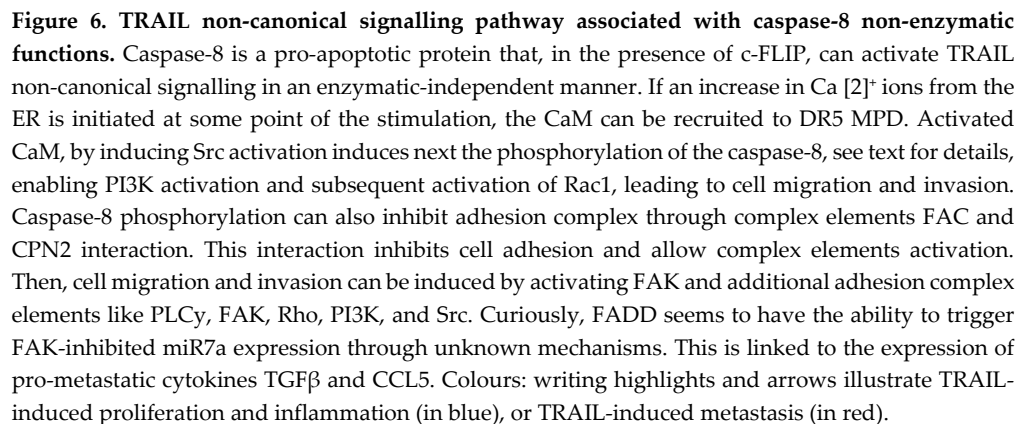 Figure 6. TRAIL non-canonical signalling pathway associated with caspase-8 non-enzymatic
functions. Caspase-8 is a pro-apoptotic protein that, in the presence of c-FLIP, can activate TRAIL
non-canonical signalling in an enzymatic-independent manner. If an increase in Ca [2]⁺ ions from the
ER is initiated at some point of the stimulation, the CaM can be recruited to DR5 MPD. Activated
CaM, by inducing Src activation induces next the phosphorylation of the caspase-8, see text for details,
enabling PI3K activation and subsequent activation of Rac1, leading to cell migration and invasion.
Caspase-8 phosphorylation can also inhibit adhesion complex through complex elements FAC and
CPN2 interaction. This interaction inhibits cell adhesion and allow complex elements activation.
Then, cell migration and invasion can be induced by activating FAK and additional adhesion complex
elements like PLCy, FAK, Rho, PI3K, and Src. Curiously, FADD seems to have the ability to trigger
FAK-inhibited miR7a expression through unknown mechanisms. This is linked to the expression of
pro-metastatic cytokines TGFβ and CCL5. Colours: writing highlights and arrows illustrate TRAIL-
induced proliferation and inflammation (in blue), or TRAIL-induced metastasis (in red).